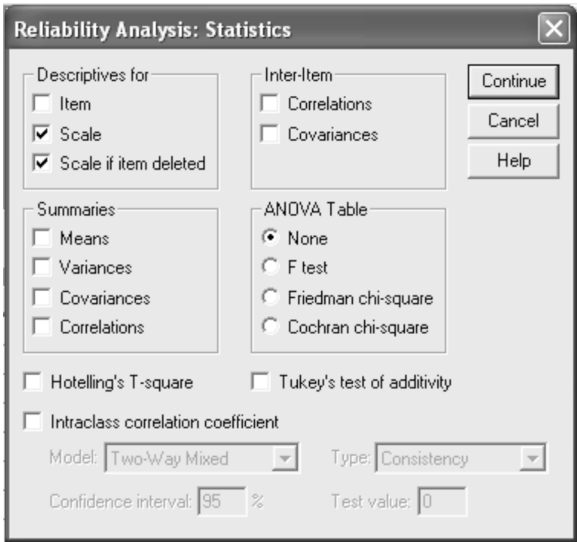 Reliability Analysis: Statistics
Descriptives for
Item
Scale
Scale if item deleted
Inter-Item
Correlations
Covariances
Continue
Cancel
Help
Summaries
Means
Variances
Covariances
Correlations
ANOVA Table
None
F test
Friedman chi-square
Cochran chi-square
Hotelling's T-square
Tukey's test of additivity
Intraclass correlation coefficient
Model: Two-Way Mixed
Type: Consistency
Confidence interval: 95 %
Test value: 0